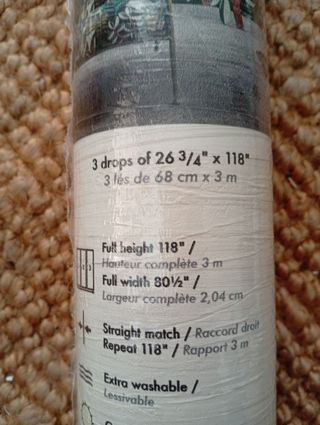 3 drops of 26 3/4" x 118"
3 lés de 68 cm x 3 m
Full height 118" /
Hauteur complète 3 m
Full width 80½" /
Largeur complète 2,04 cm
Straight match / Raccord droit
Repeat 118" / Rapport 3 m
Extra washable /
Lessivable